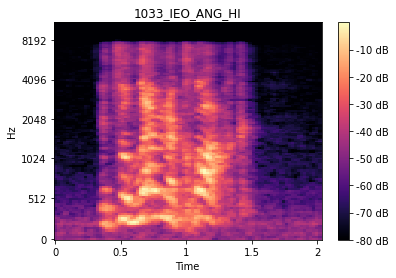 1033_IEO_ANG_HI
8192
4096
2048
1024
512
0
Hz
0
0.5
1
1.5
2
Time
-10 dB
-20 dB
-30 dB
-40 dB
-50 dB
-60 dB
-70 dB
-80 dB